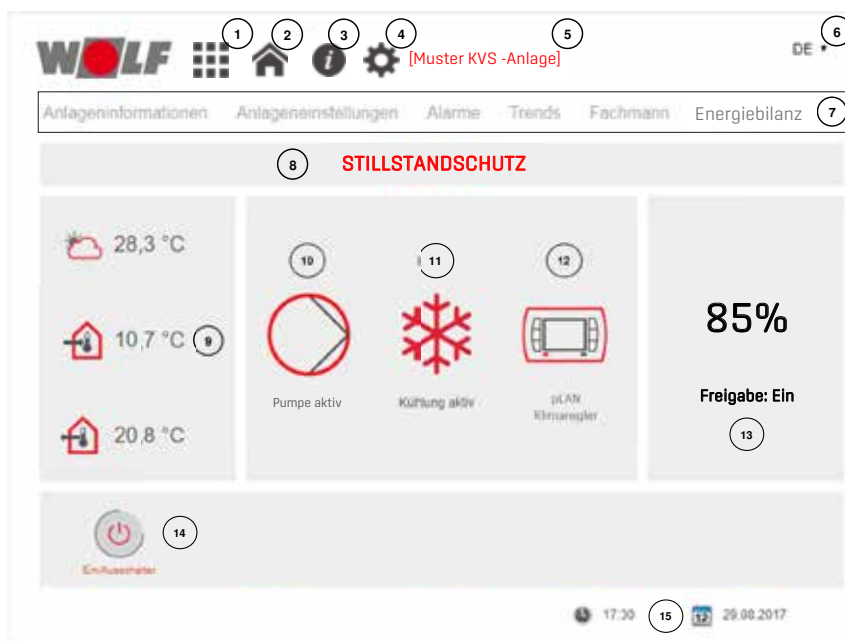 1 2 3 4 5 6
WOLF i [Muster KVS -Anlage] DE
Anlageninformationen Anlageneinstellungen Alarme Trends Fachmann Energiebilanz 7
8 STILLSTANDSCHUTZ
28,3 °C
10 11 12
10,7 °C 9
85%
Pumpe aktiv Kühlung aktiv pLAN
Klimaregler
Freigabe: Ein
20,8 °C
13
14
15
17:30 29.08.2017